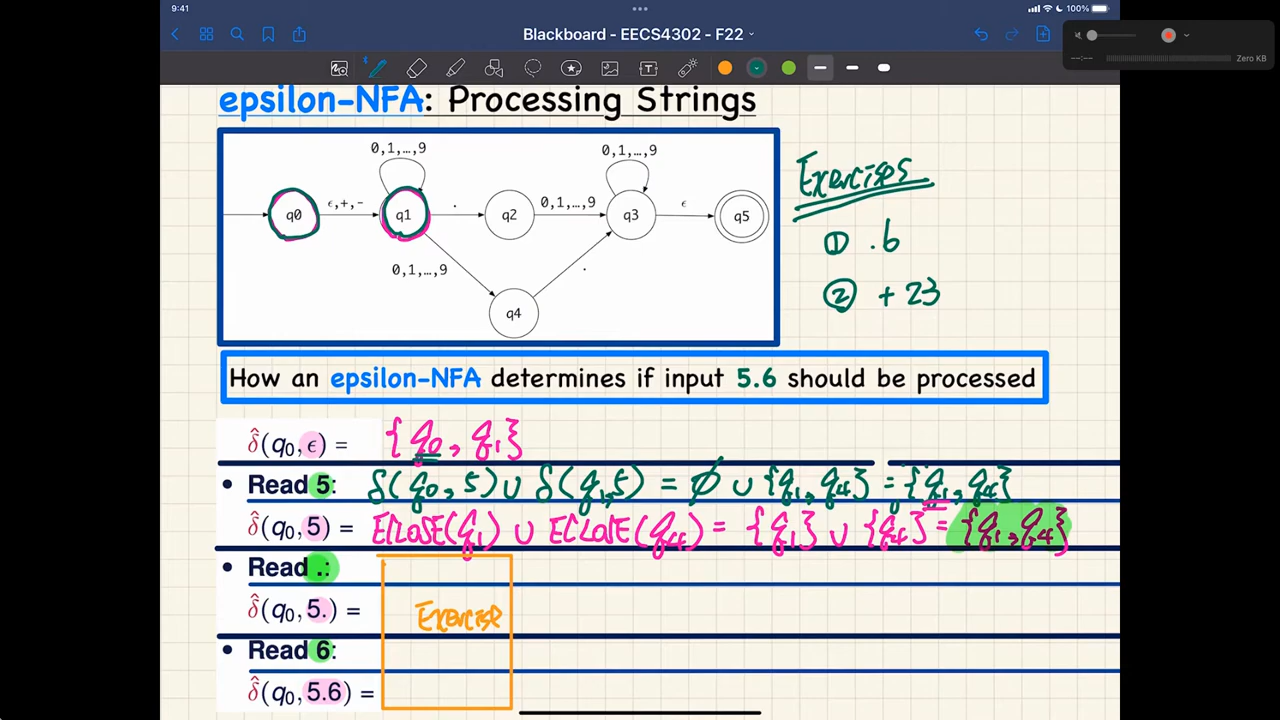 9:41
100%
Blackboard - EECS4302 - F22
--:--
Zero KB
epsilon-NFA: Processing Strings
0,1,...,9
0,1,...,9
q0
ϵ,+,-
q1
.
q2
0,1,...,9
q3
ϵ
q5
0,1,...,9
.
q4
Exercises
① .6
② + 23
How an epsilon-NFA determines if input 5.6 should be processed
δ̂(q₀, ϵ) = {q₀, q₁}
• Read 5: δ(q₀, 5) ∪ δ(q₁, 5) = ∅ ∪ {q₁, q₄} = {q₁, q₄}
δ̂(q₀, 5) = ECLOSE(q₁) ∪ ECLOSE(q₄) = {q₁} ∪ {q₄} = {q₁, q₄}
• Read .:
δ̂(q₀, 5.) = Exercise
• Read 6:
δ̂(q₀, 5.6) =